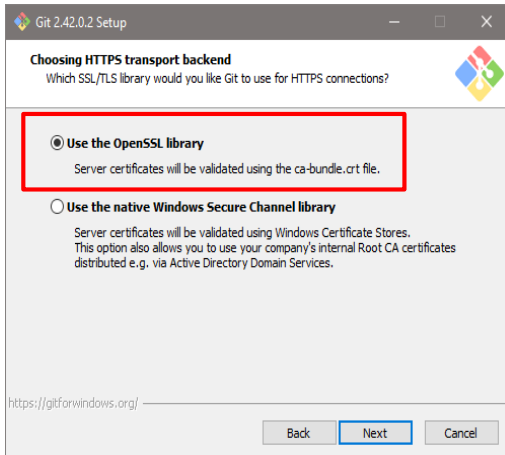 Git 2.42.0.2 Setup
Choosing HTTPS transport backend
Which SSL/TLS library would you like Git to use for HTTPS connections?
Use the OpenSSL library
Server certificates will be validated using the ca-bundle.crt file.
Use the native Windows Secure Channel library
Server certificates will be validated using Windows Certificate Stores.
This option also allows you to use your company's internal Root CA certificates
distributed e.g. via Active Directory Domain Services.
https://gitforwindows.org/
Back Next Cancel